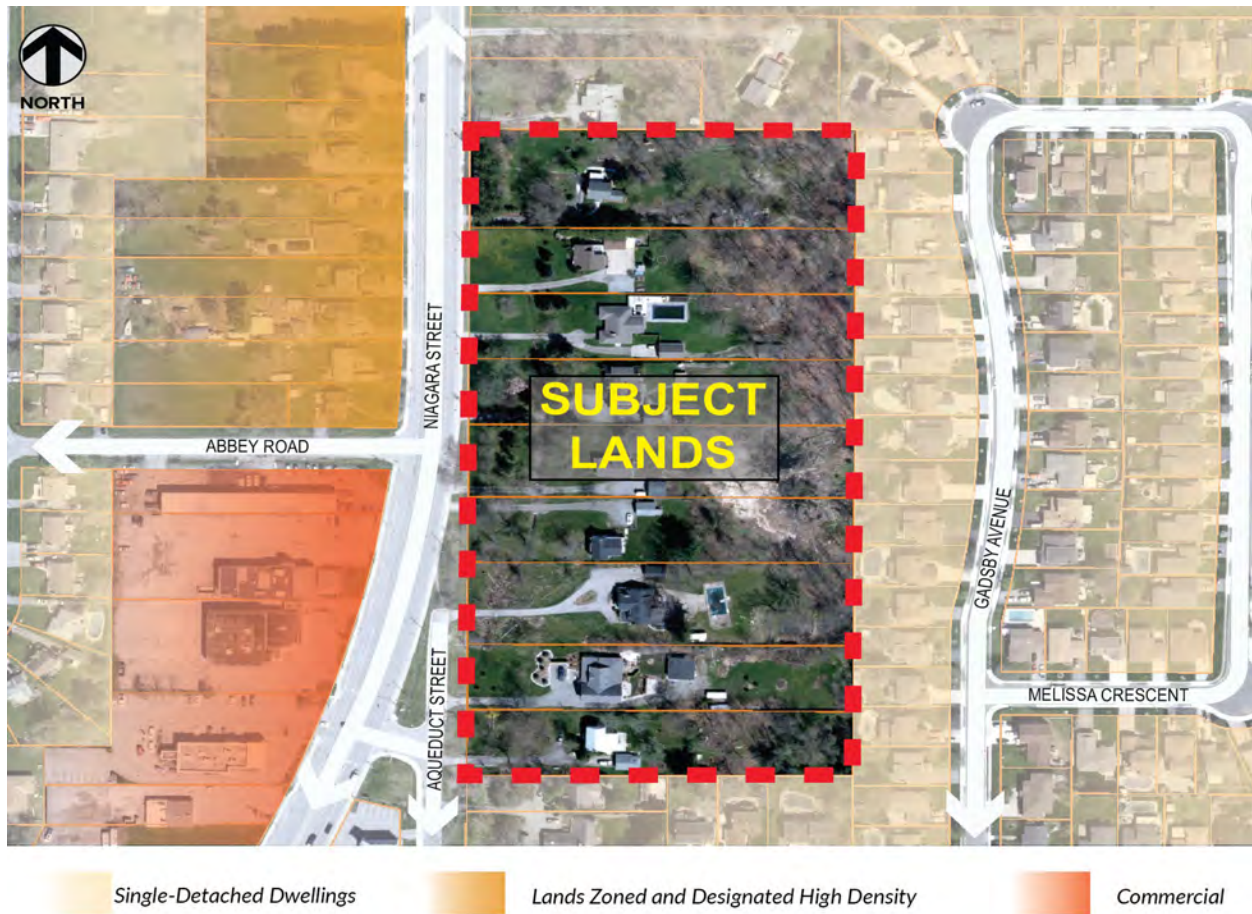 NORTH
NIAGARA STREET
SUBJECT
LANDS
ABBEY ROAD
GADSBY AVENUE
AQUEDUCT STREET
MELISSA CRESCENT
Single-Detached Dwellings
Lands Zoned and Designated High Density
Commercial